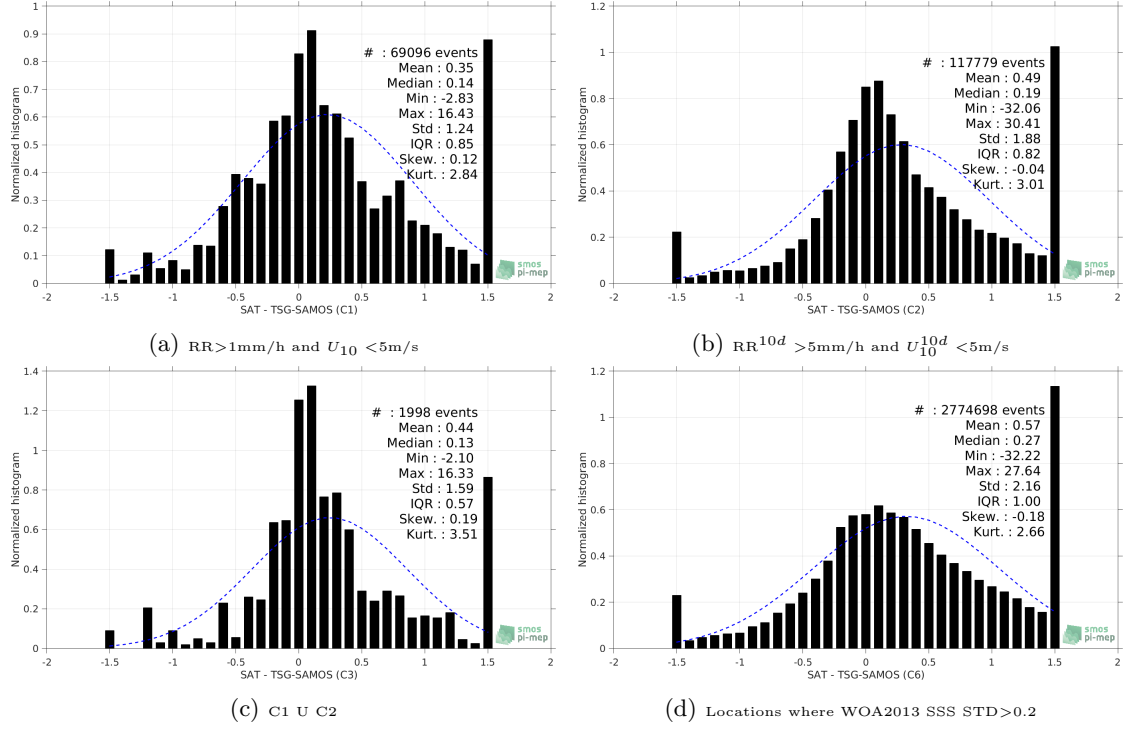 1
0.9
0.8
0.7
0.6
0.5
0.4
0.3
0.2
0.1
0
Normalized histogram
# : 69096 events
Mean : 0.35
Median : 0.14
Min : -2.83
Max : 16.43
Std : 1.24
IQR : 0.85
Skew. : 0.12
Kurt. : 2.84
smos
pi-mep
-2 -1.5 -1 -0.5 0 0.5 1 1.5 2
SAT - TSG-SAMOS (C1)
(a) RR>1mm/h and U10 <5m/s
1.2
1
0.8
0.6
0.4
0.2
0
Normalized histogram
# : 117779 events
Mean : 0.49
Median : 0.19
Min : -32.06
Max : 30.41
Std : 1.88
IQR : 0.82
Skew. : -0.04
Kurt. : 3.01
smos
pi-mep
-2 -1.5 -1 -0.5 0 0.5 1 1.5 2
SAT - TSG-SAMOS (C2)
(b) RR10d >5mm/h and U10d10 <5m/s
1.4
1.2
1
0.8
0.6
0.4
0.2
0
Normalized histogram
# : 1998 events
Mean : 0.44
Median : 0.13
Min : -2.10
Max : 16.33
Std : 1.59
IQR : 0.57
Skew. : 0.19
Kurt. : 3.51
smos
pi-mep
-2 -1.5 -1 -0.5 0 0.5 1 1.5 2
SAT - TSG-SAMOS (C3)
(c) C1 U C2
1.2
1
0.8
0.6
0.4
0.2
0
Normalized histogram
# : 2774698 events
Mean : 0.57
Median : 0.27
Min : -32.22
Max : 27.64
Std : 2.16
IQR : 1.00
Skew. : -0.18
Kurt. : 2.66
smos
pi-mep
-2 -1.5 -1 -0.5 0 0.5 1 1.5 2
SAT - TSG-SAMOS (C6)
(d) Locations where WOA2013 SSS STD>0.2